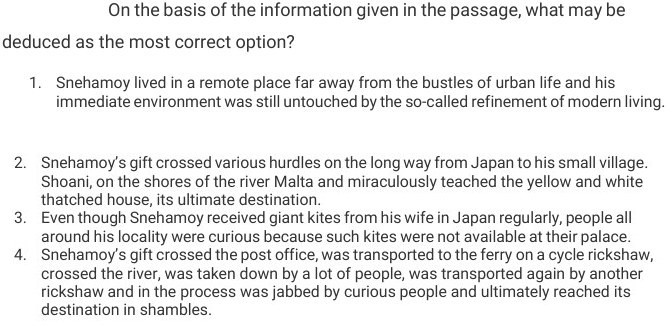 On the basis of the information given in the passage, what may be
deduced as the most correct option?
1. Snehamoy lived in a remote place far away from the bustles of urban life and his
immediate environment was still untouched by the so-called refinement of modern living.
2. Snehamoy's gift crossed various hurdles on the long way from Japan to his small village.
Shoani, on the shores of the river Malta and miraculously teached the yellow and white
thatched house, its ultimate destination.
3. Even though Snehamoy received giant kites from his wife in Japan regularly, people all
around his locality were curious because such kites were not available at their palace.
4. Snehamoy's gift crossed the post office, was transported to the ferry on a cycle rickshaw,
crossed the river, was taken down by a lot of people, was transported again by another
rickshaw and in the process was jabbed by curious people and ultimately reached its
destination in shambles.